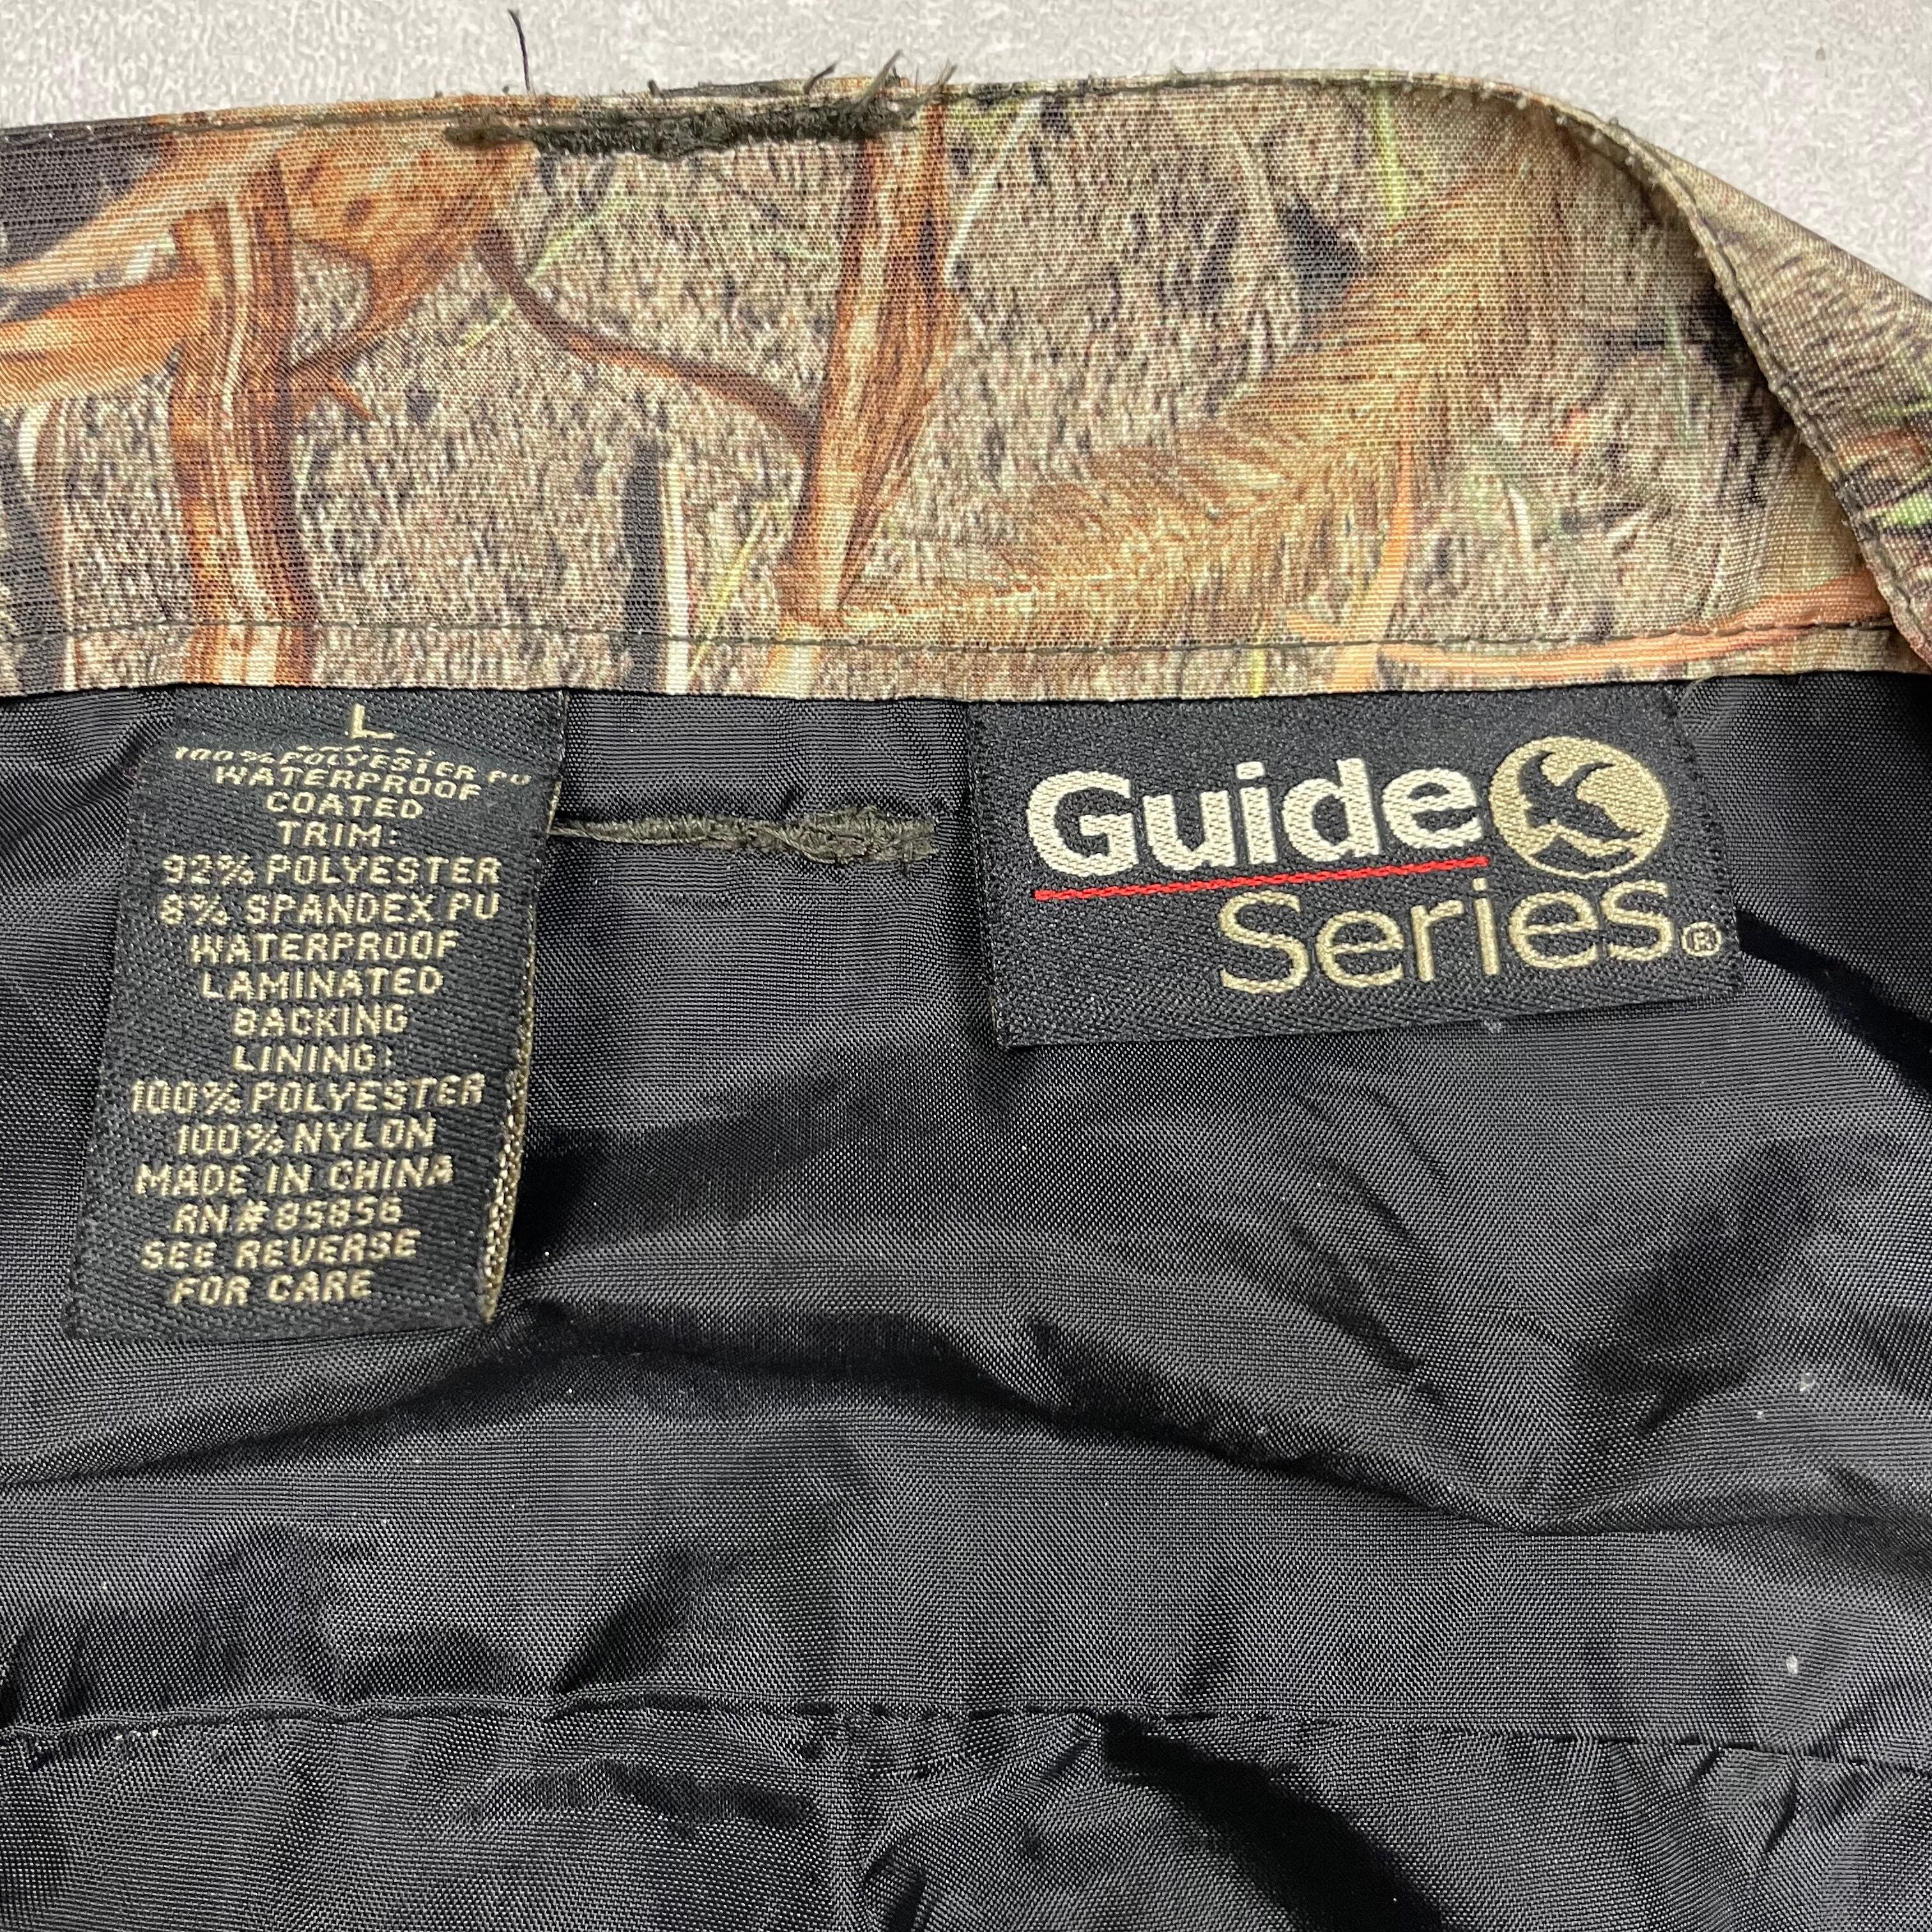 L
100% POLYESTER PU
WATERPROOF
COATED
TRIM:
92% POLYESTER
8% SPANDEX PU
WATERPROOF
LAMINATED
BACKING
LINING:
100% POLYESTER
100% NYLON
MADE IN CHINA
RN# 85856
SEE REVERSE
FOR CARE
Guide
Series®